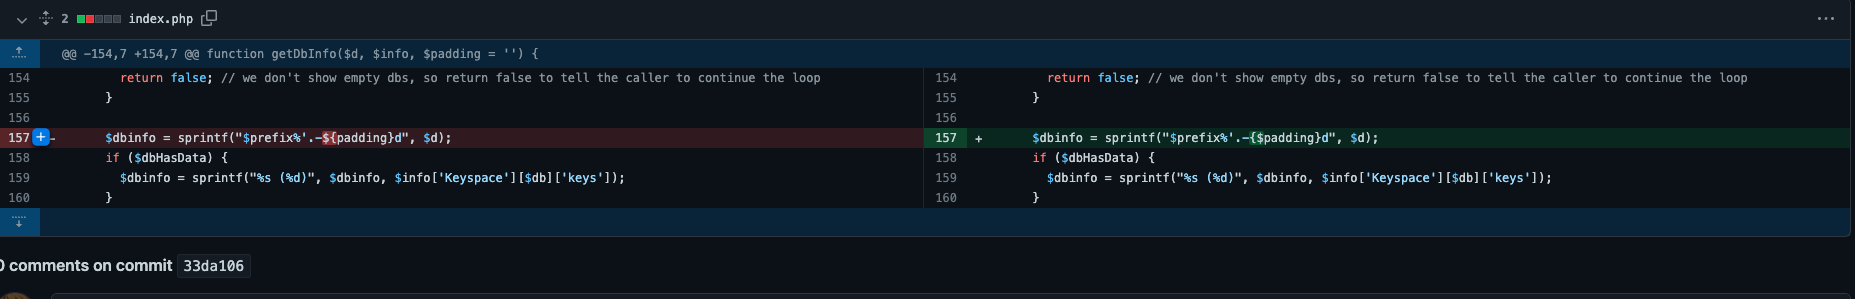 2 index.php
@@ -154,7 +154,7 @@ function getDbInfo($d, $info, $padding = '') {
154 return false; // we don't show empty dbs, so return false to tell the caller to continue the loop
155 }
156
157 + - $dbinfo = sprintf("$prefix%'.-${padding}d", $d);
158 if ($dbHasData) {
159 $dbinfo = sprintf("%s (%d)", $dbinfo, $info['Keyspace'][$db]['keys']);
160 }
154 return false; // we don't show empty dbs, so return false to tell the caller to continue the loop
155 }
156
157 + $dbinfo = sprintf("$prefix%'.-{$padding}d", $d);
158 if ($dbHasData) {
159 $dbinfo = sprintf("%s (%d)", $dbinfo, $info['Keyspace'][$db]['keys']);
160 }
0 comments on commit 33da106